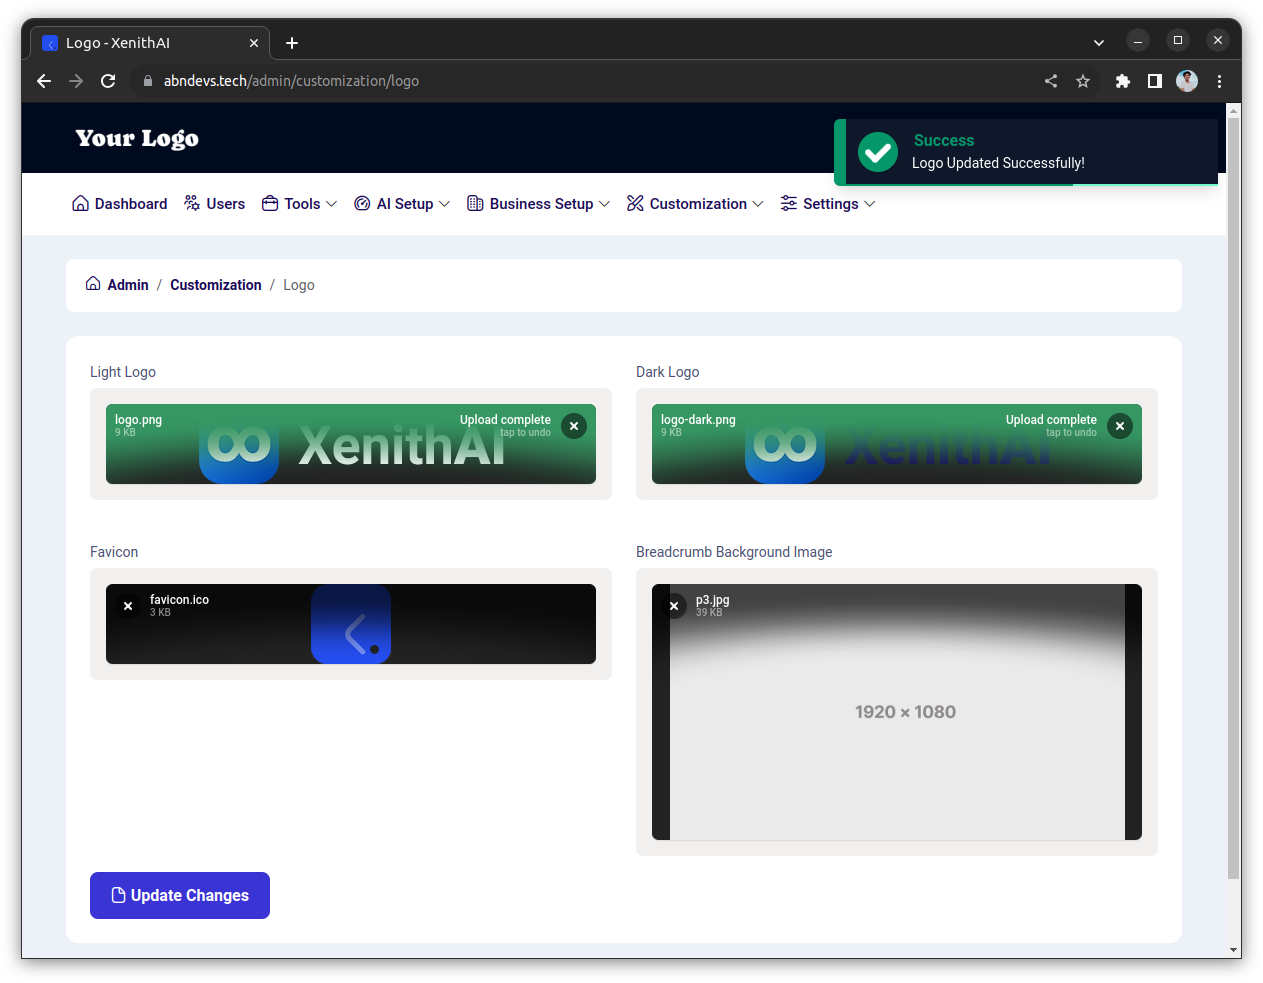 Logo - XenithAI
abndevs.tech/admin/customization/logo
Your Logo
Success
Logo Updated Successfully!
Dashboard Users Tools AI Setup Business Setup Customization Settings
Admin / Customization / Logo
Light Logo
logo.png
9 KB
Upload complete
tap to undo
XenithAI
Dark Logo
logo-dark.png
9 KB
Upload complete
tap to undo
XenithAI
Favicon
favicon.ico
3 KB
Breadcrumb Background Image
p3.jpg
39 KB
1920 × 1080
Update Changes